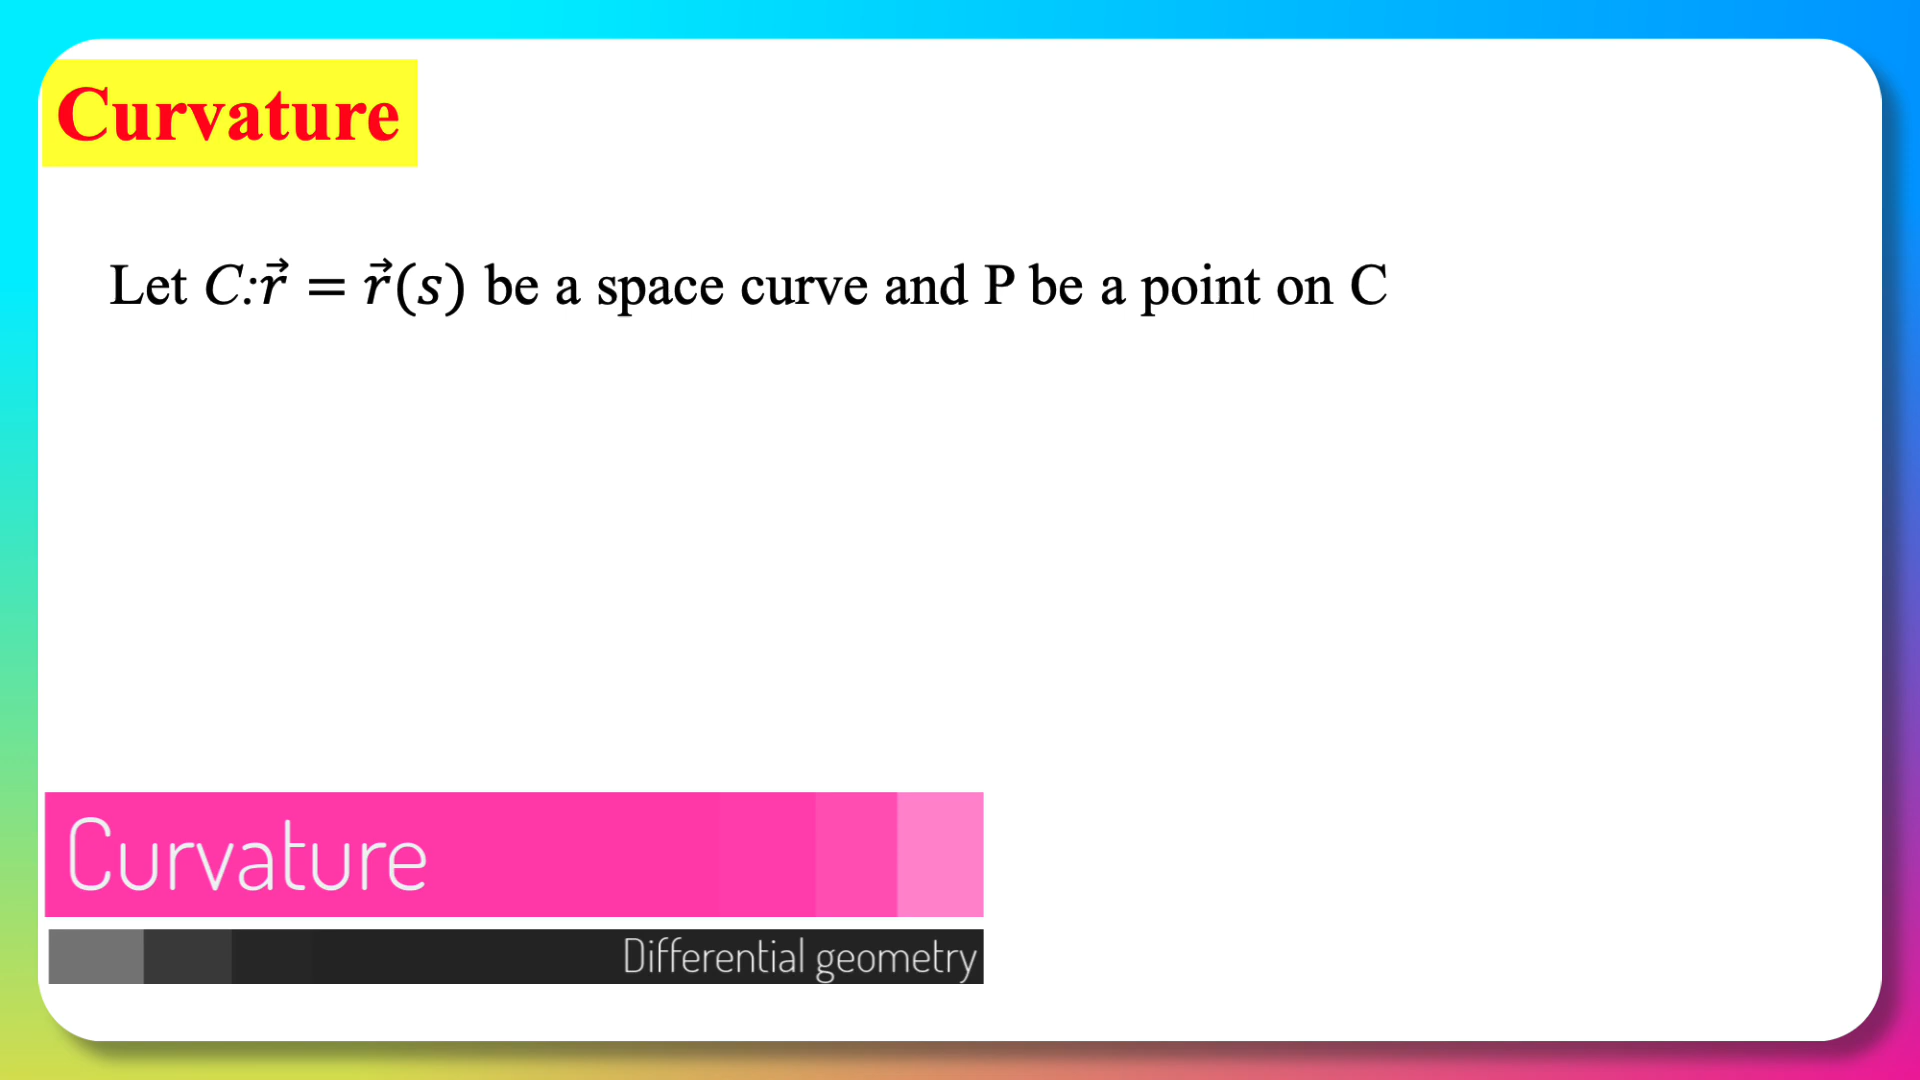 Curvature
Let C: r⃗ = r⃗(s) be a space curve and P be a point on C
Curvature
Differential geometry